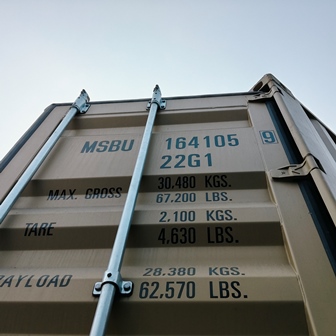 MSBU 164105 9
22G1
MAX. GROSS 30.480 KGS.
67.200 LBS.
TARE 2.100 KGS.
4,630 LBS.
PAYLOAD 28.380 KGS.
62,570 LBS.